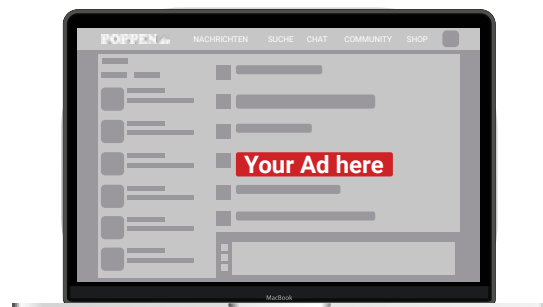 POPPEN.de
NACHRICHTEN SUCHE CHAT COMMUNITY SHOP
Your Ad here
MacBook